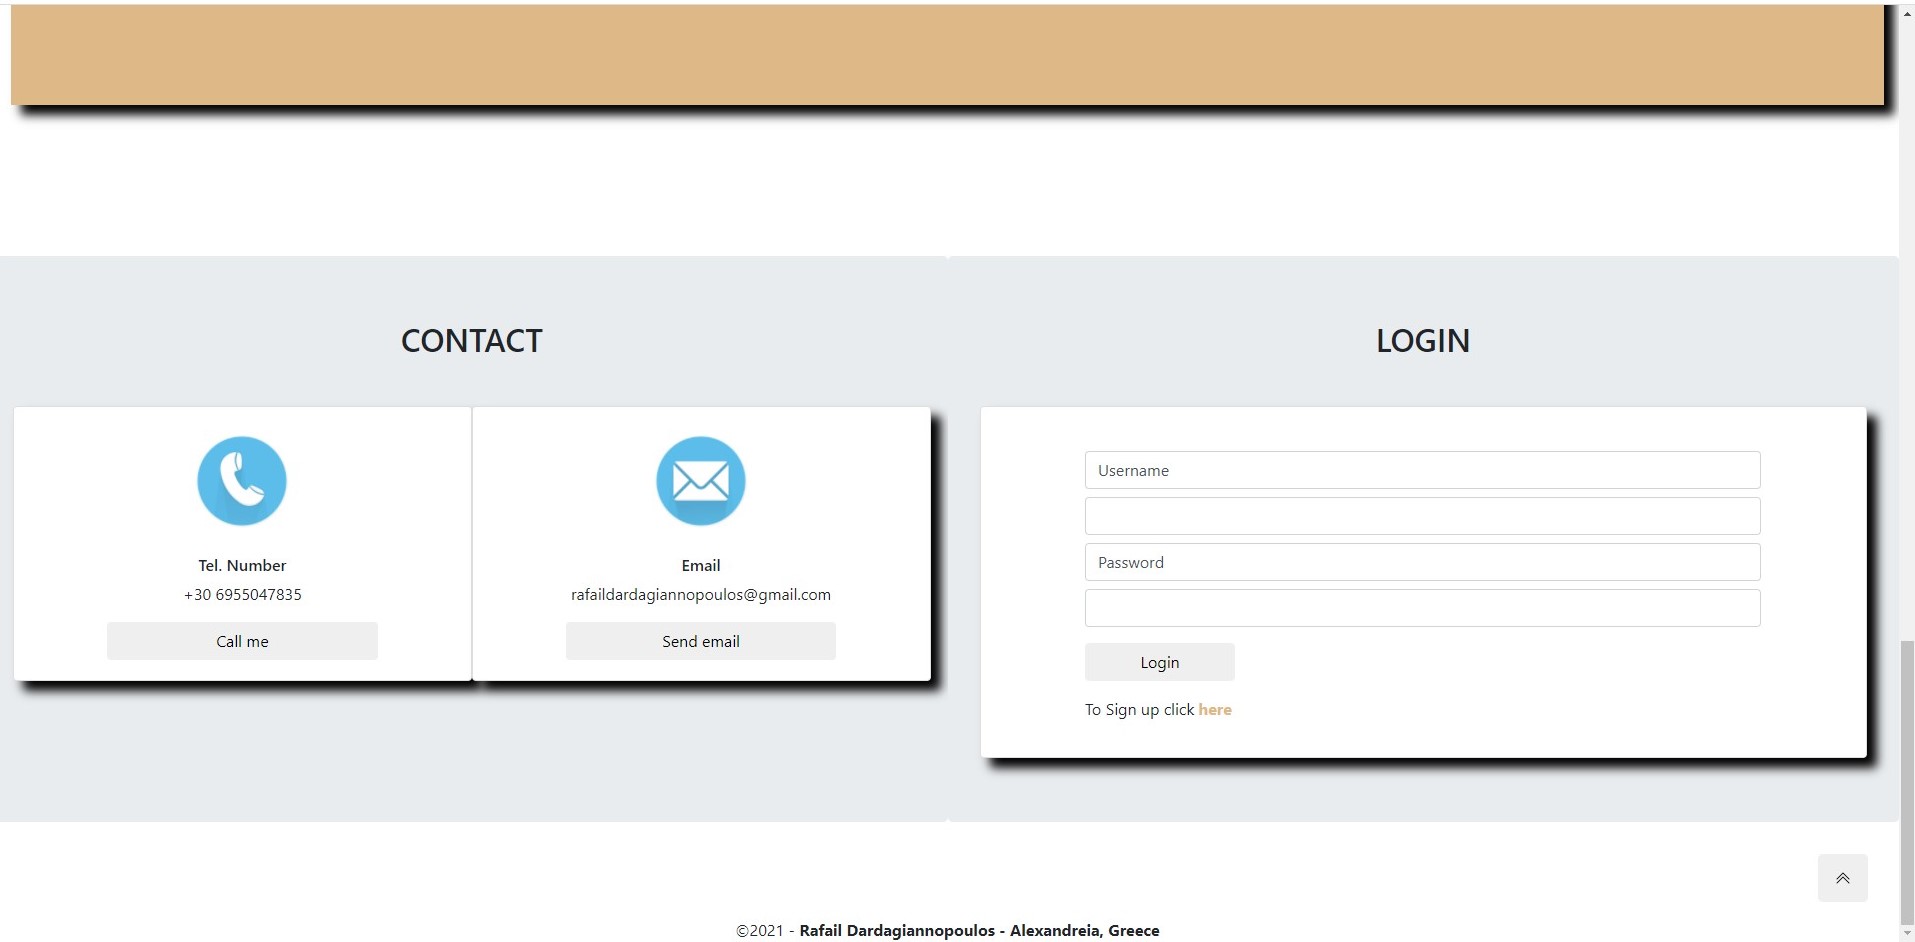 CONTACT
Tel. Number
+30 6955047835
Call me
Email
rafaildardagiannopoulos@gmail.com
Send email
LOGIN
Username
Password
Login
To Sign up click here
©2021 - Rafail Dardagiannopoulos - Alexandreia, Greece